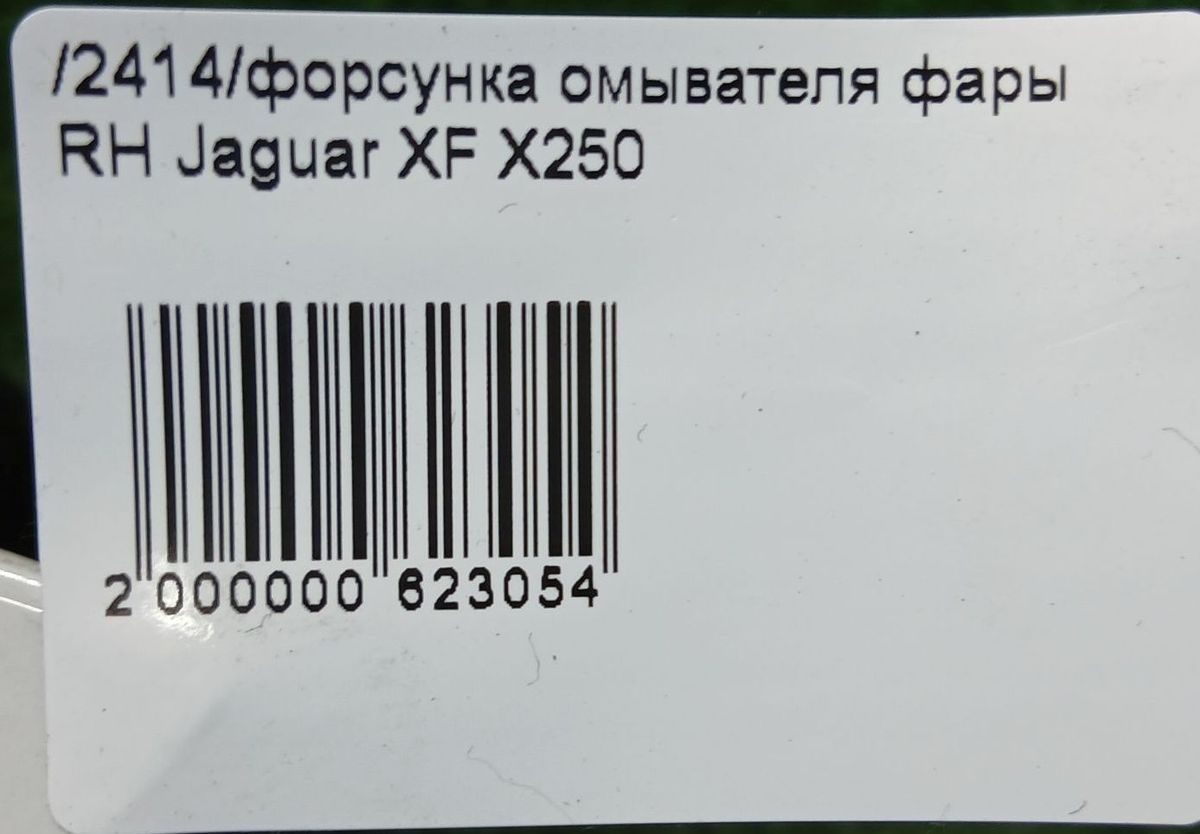 /2414/форсунка омывателя фары
RH Jaguar XF X250
2 000000 623054